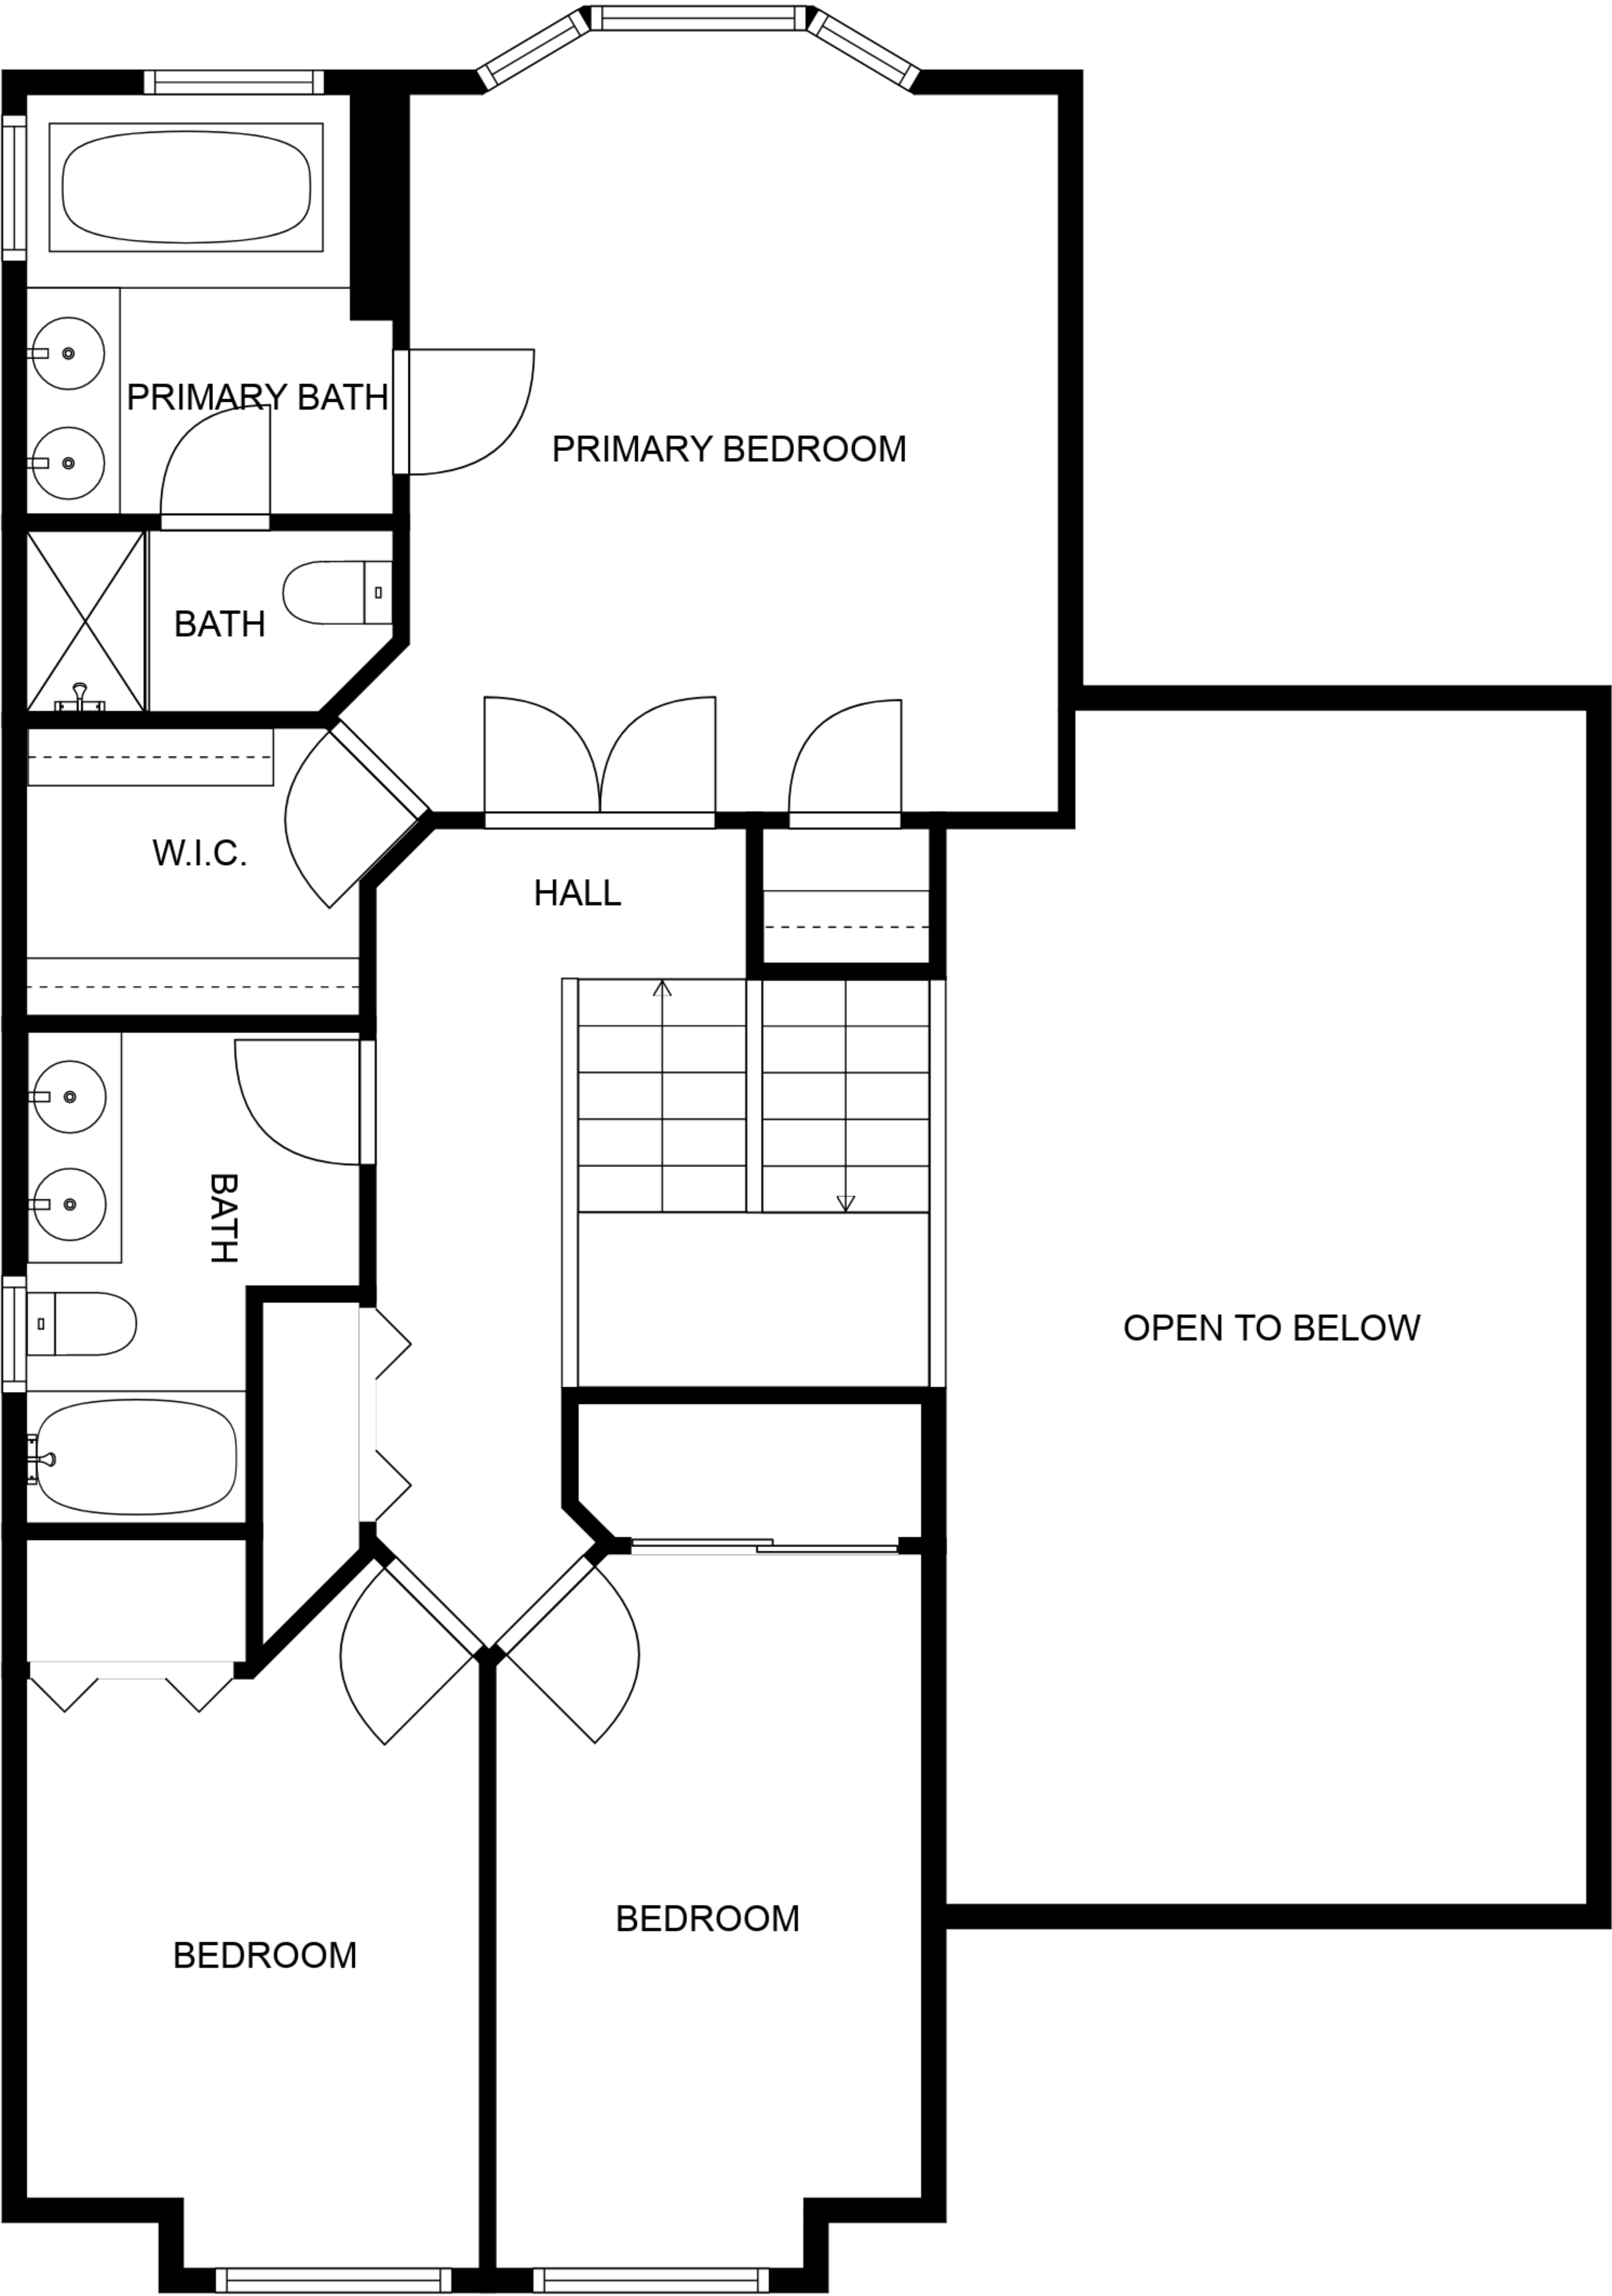 PRIMARY BATH
PRIMARY BEDROOM
BATH
W.I.C.
HALL
BATH
OPEN TO BELOW
BEDROOM
BEDROOM